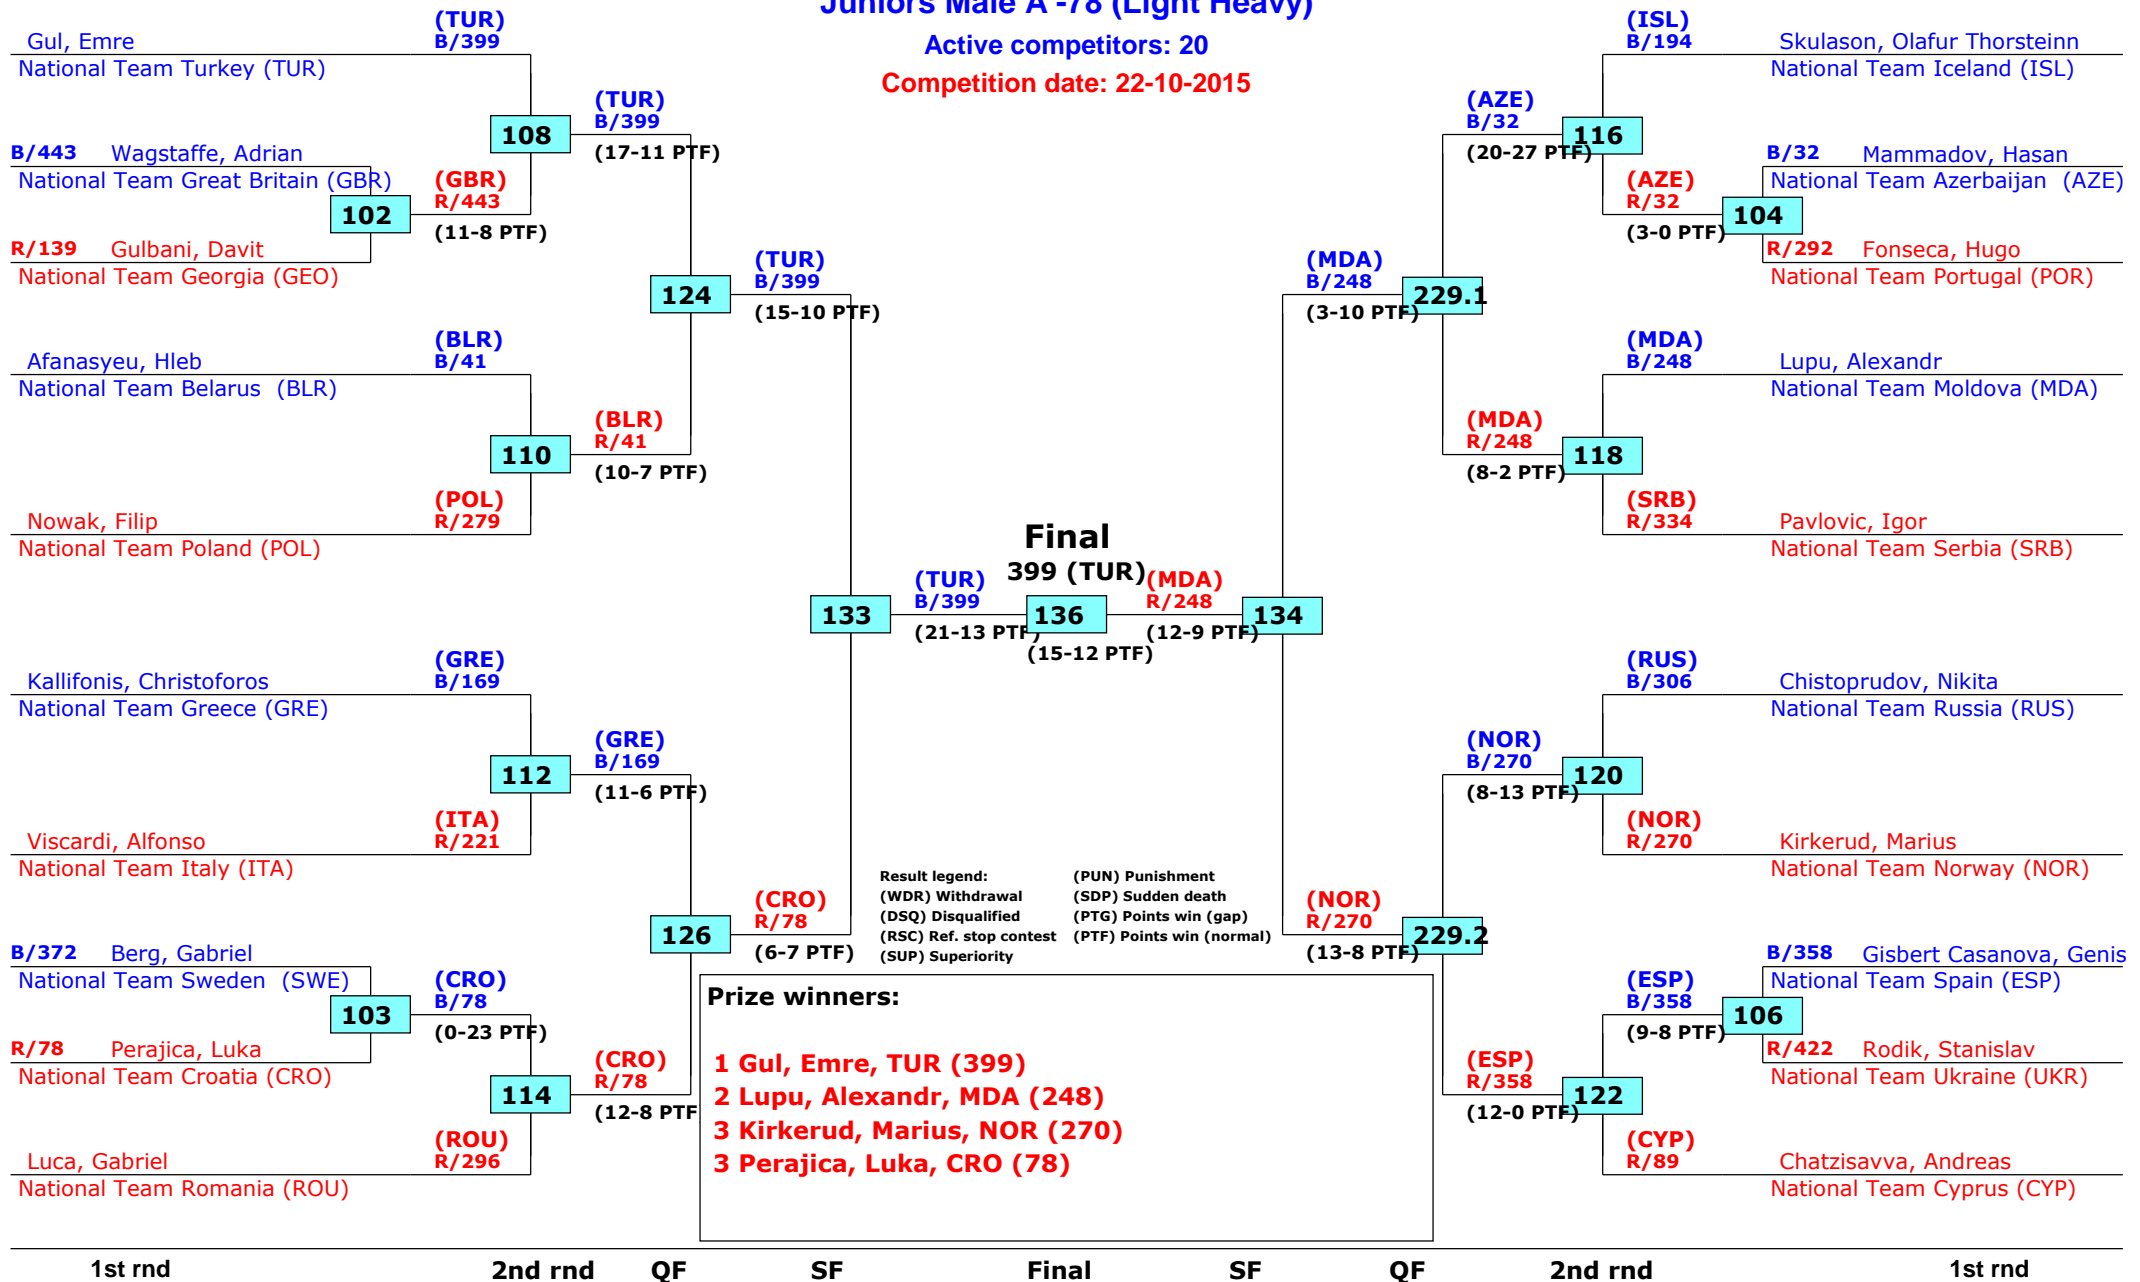 Juniors Male A -78 (Light Heavy)
Active competitors: 20
Competition date: 22-10-2015
Gul, Emre
National Team Turkey (TUR)
(TUR)
B/399
B/443 Wagstaffe, Adrian
National Team Great Britain (GBR)
102
R/139 Gulbani, Davit
National Team Georgia (GEO)
(GBR)
R/443
(11-8 PTF)
108
(TUR)
B/399
(17-11 PTF)
Afanasyeu, Hleb
National Team Belarus (BLR)
(BLR)
B/41
110
Nowak, Filip
National Team Poland (POL)
(POL)
R/279
(BLR)
R/41
(10-7 PTF)
124
(TUR)
B/399
(15-10 PTF)
Kallifonis, Christoforos
National Team Greece (GRE)
(GRE)
B/169
112
Viscardi, Alfonso
National Team Italy (ITA)
(ITA)
R/221
(GRE)
B/169
(11-6 PTF)
B/372 Berg, Gabriel
National Team Sweden (SWE)
103
R/78 Perajica, Luka
National Team Croatia (CRO)
(CRO)
B/78
(0-23 PTF)
114
Luca, Gabriel
National Team Romania (ROU)
(ROU)
R/296
(CRO)
R/78
(12-8 PTF
126
(CRO)
R/78
(6-7 PTF)
133
(TUR)
B/399
(21-13 PTF)
Final
399 (TUR)
136
(15-12 PTF)
(MDA)
R/248
(12-9 PTF)
134
(MDA)
B/248
(3-10 PTF)
229.1
(AZE)
B/32
(20-27 PTF)
116
(ISL)
B/194
Skulason, Olafur Thorsteinn
National Team Iceland (ISL)
(AZE)
R/32
(3-0 PTF)
104
B/32 Mammadov, Hasan
National Team Azerbaijan (AZE)
R/292 Fonseca, Hugo
National Team Portugal (POR)
(MDA)
R/248
(8-2 PTF)
118
(MDA)
B/248
Lupu, Alexandr
National Team Moldova (MDA)
(SRB)
R/334
Pavlovic, Igor
National Team Serbia (SRB)
(NOR)
R/270
(13-8 PTF)
229.2
(NOR)
B/270
(8-13 PTF)
120
(RUS)
B/306
Chistoprudov, Nikita
National Team Russia (RUS)
(NOR)
R/270
Kirkerud, Marius
National Team Norway (NOR)
(ESP)
R/358
(12-0 PTF)
122
(ESP)
B/358
(9-8 PTF)
106
B/358 Gisbert Casanova, Genis
National Team Spain (ESP)
R/422 Rodik, Stanislav
National Team Ukraine (UKR)
(CYP)
R/89
Chatzisavva, Andreas
National Team Cyprus (CYP)
Result legend: (PUN) Punishment
(WDR) Withdrawal (SDP) Sudden death
(DSQ) Disqualified (PTG) Points win (gap)
(RSC) Ref. stop contest (PTF) Points win (normal)
(SUP) Superiority
Prize winners:
1 Gul, Emre, TUR (399)
2 Lupu, Alexandr, MDA (248)
3 Kirkerud, Marius, NOR (270)
3 Perajica, Luka, CRO (78)
1st rnd 2nd rnd QF SF Final SF QF 2nd rnd 1st rnd